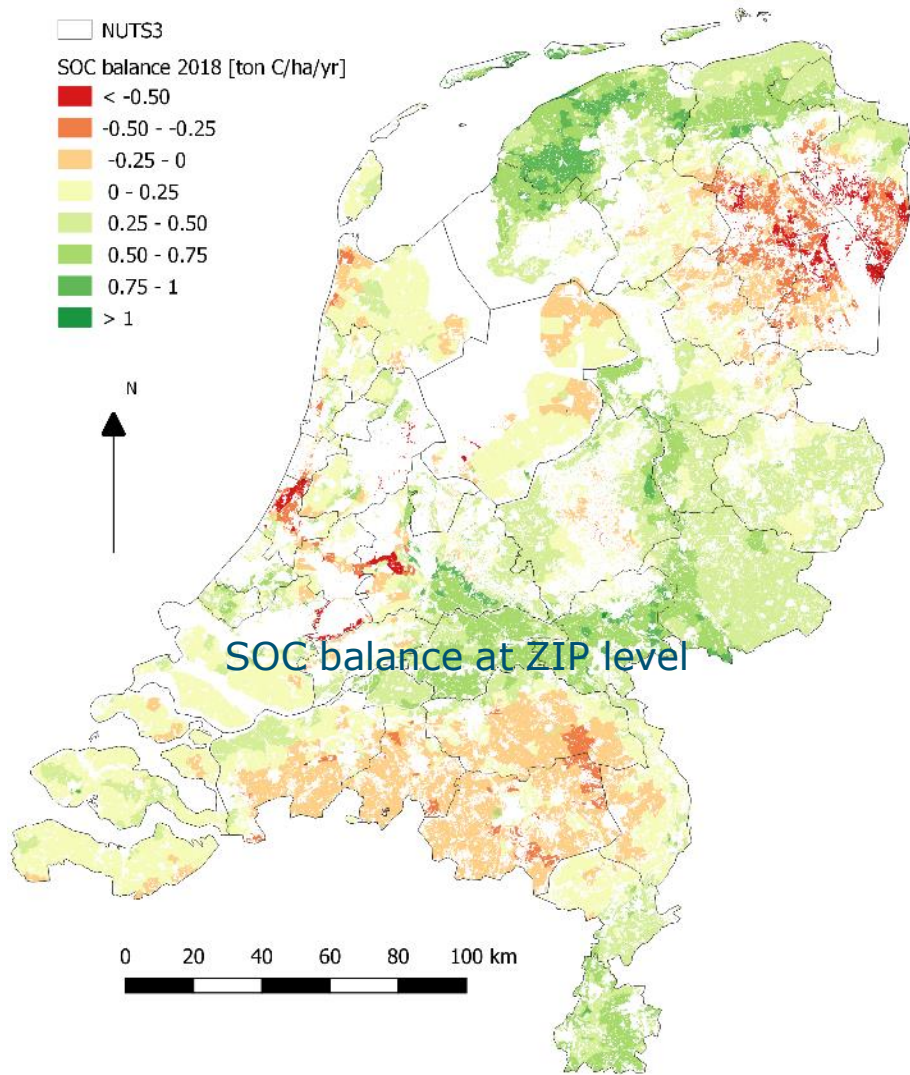 NUTS3
SOC balance 2018 [ton C/ha/yr]
< -0.50
-0.50 - -0.25
-0.25 - 0
0 - 0.25
0.25 - 0.50
0.50 - 0.75
0.75 - 1
> 1
N
SOC balance at ZIP level
0 20 40 60 80 100 km